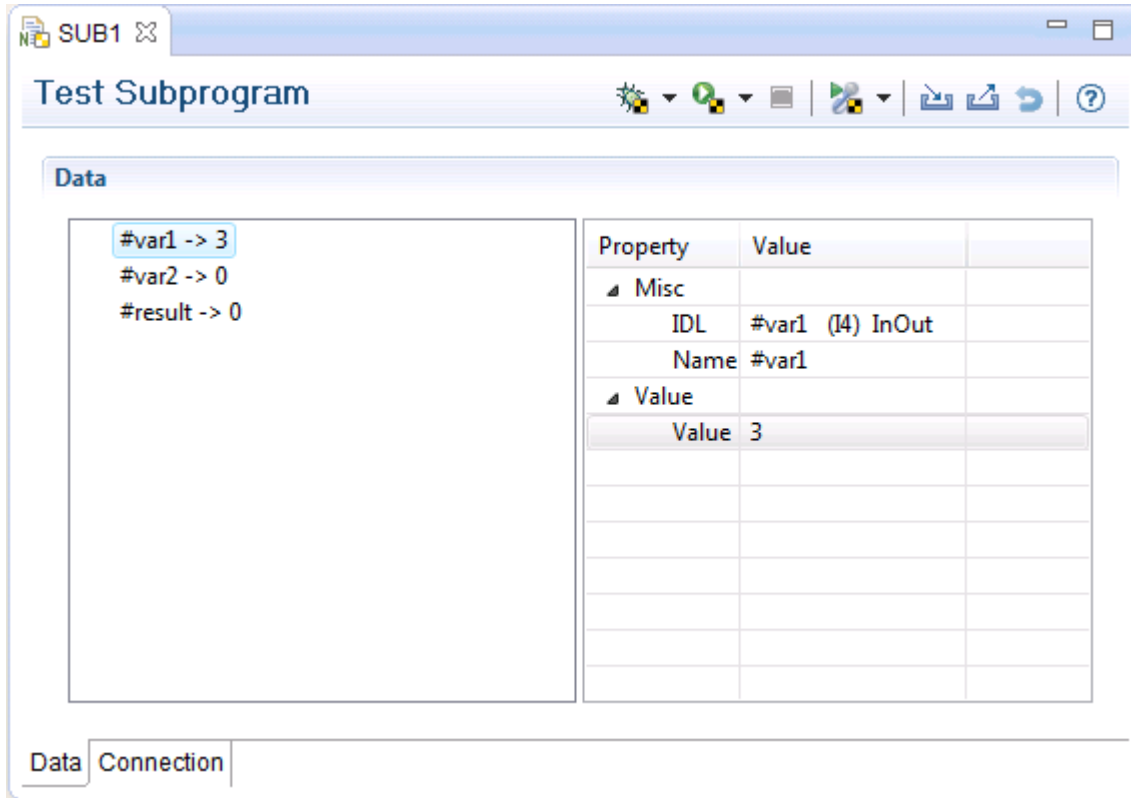 SUB1
Test Subprogram
Data
#var1 -> 3
#var2 -> 0
#result -> 0
Property Value
Misc
IDL #var1 (I4) InOut
Name #var1
Value
Value 3
Data Connection